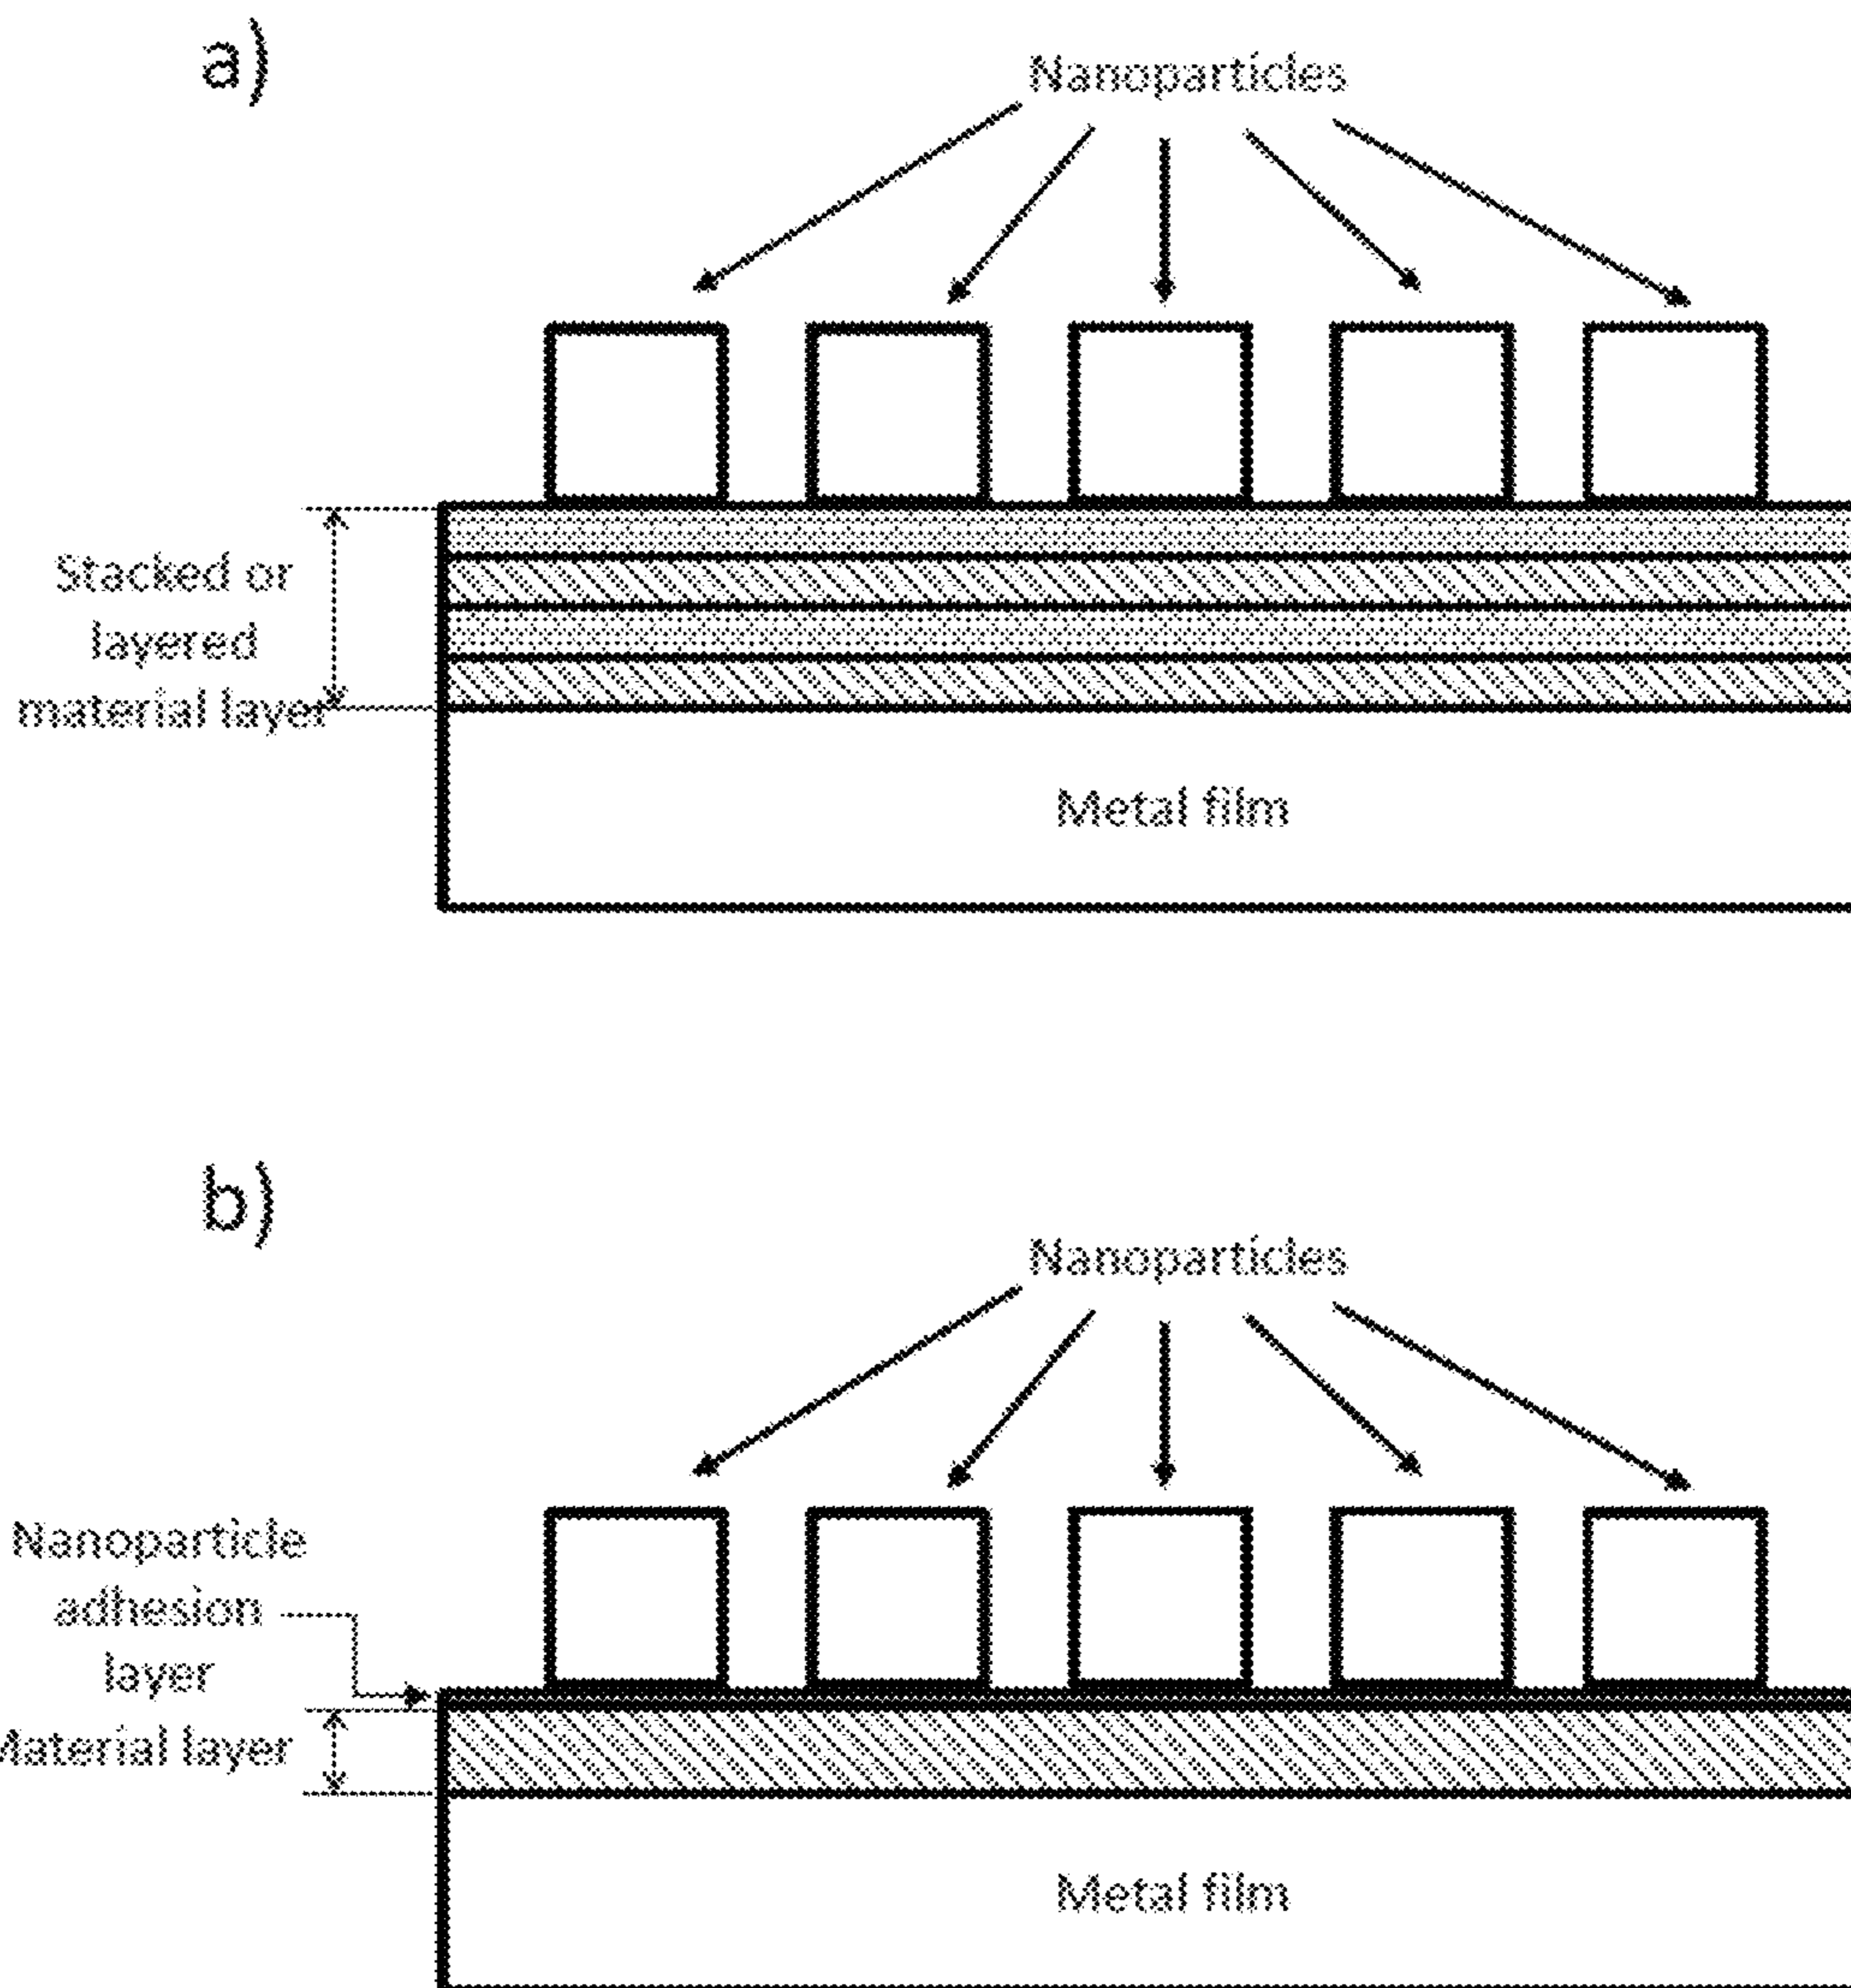 a)
Nanoparticles
Stacked or
layered
material layer
Metal film
b)
Nanoparticles
Nanoparticle
adhesion
layer
Material layer
Metal film